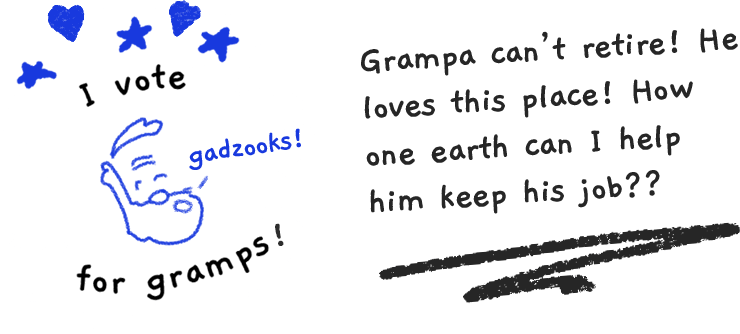 I vote
gadzooks!
for gramps!
Grampa can't retire! He
loves this place! How
one earth can I help
him keep his job??